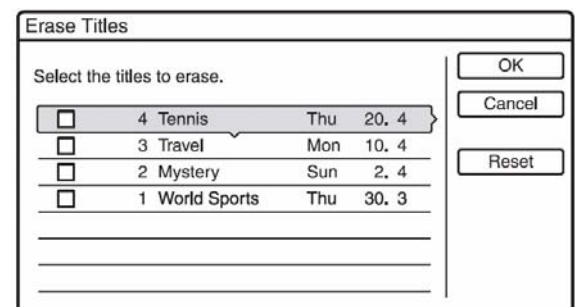 Erase Titles
Select the titles to erase.
4 Tennis Thu 20. 4
3 Travel Mon 10. 4
2 Mystery Sun 2. 4
1 World Sports Thu 30. 3
OK
Cancel
Reset